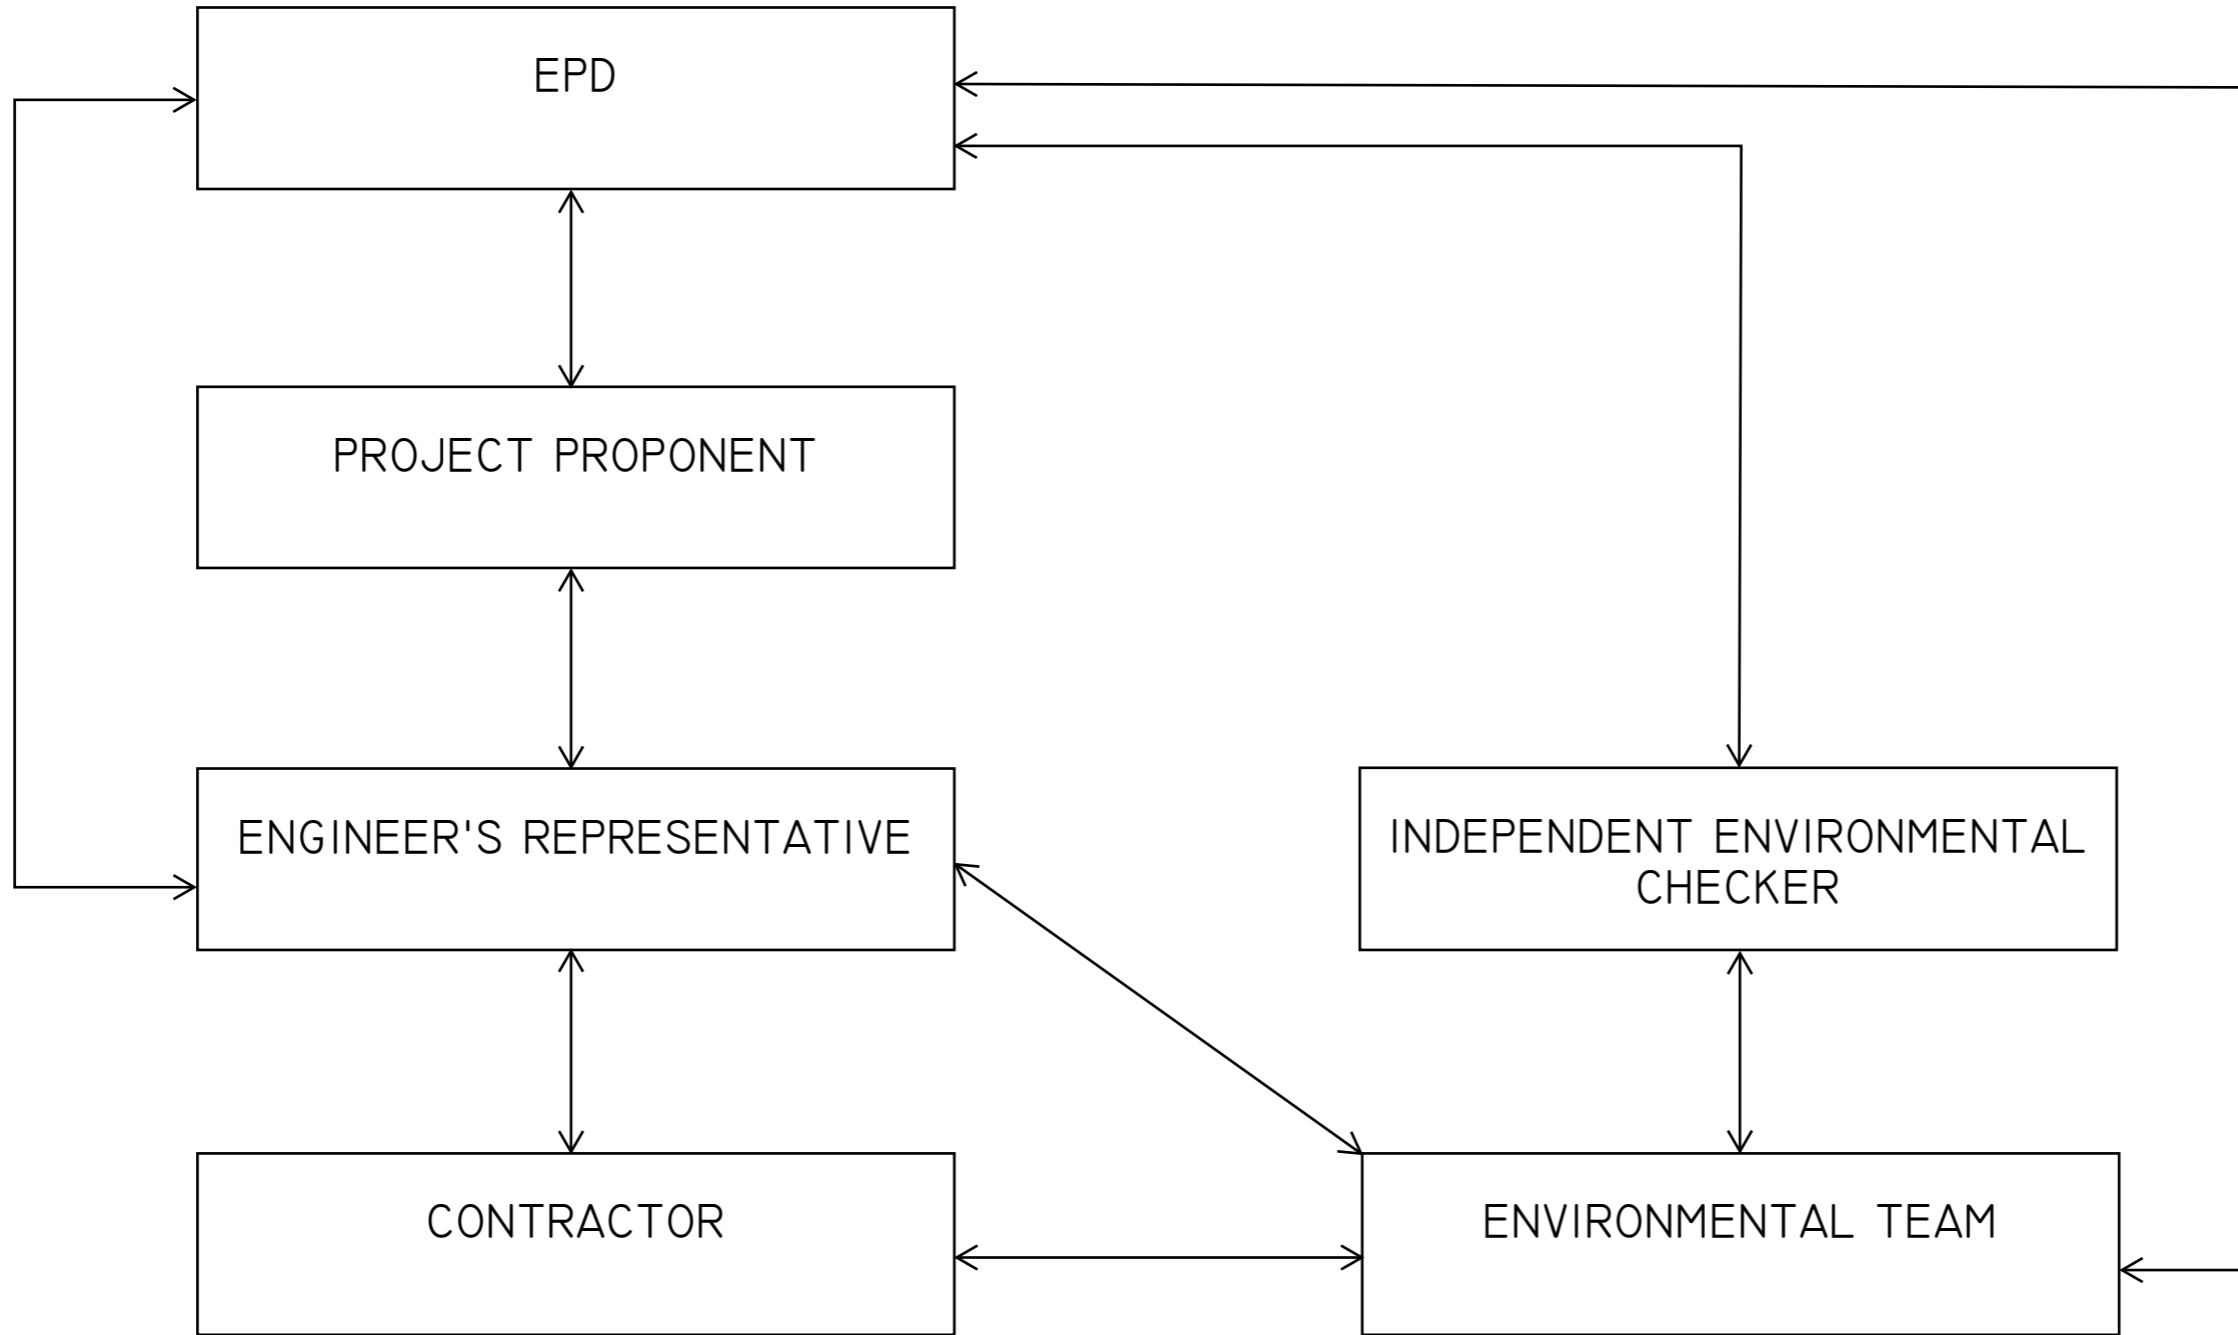 EPD
PROJECT PROPONENT
ENGINEER'S REPRESENTATIVE
INDEPENDENT ENVIRONMENTAL
CHECKER
CONTRACTOR
ENVIRONMENTAL TEAM